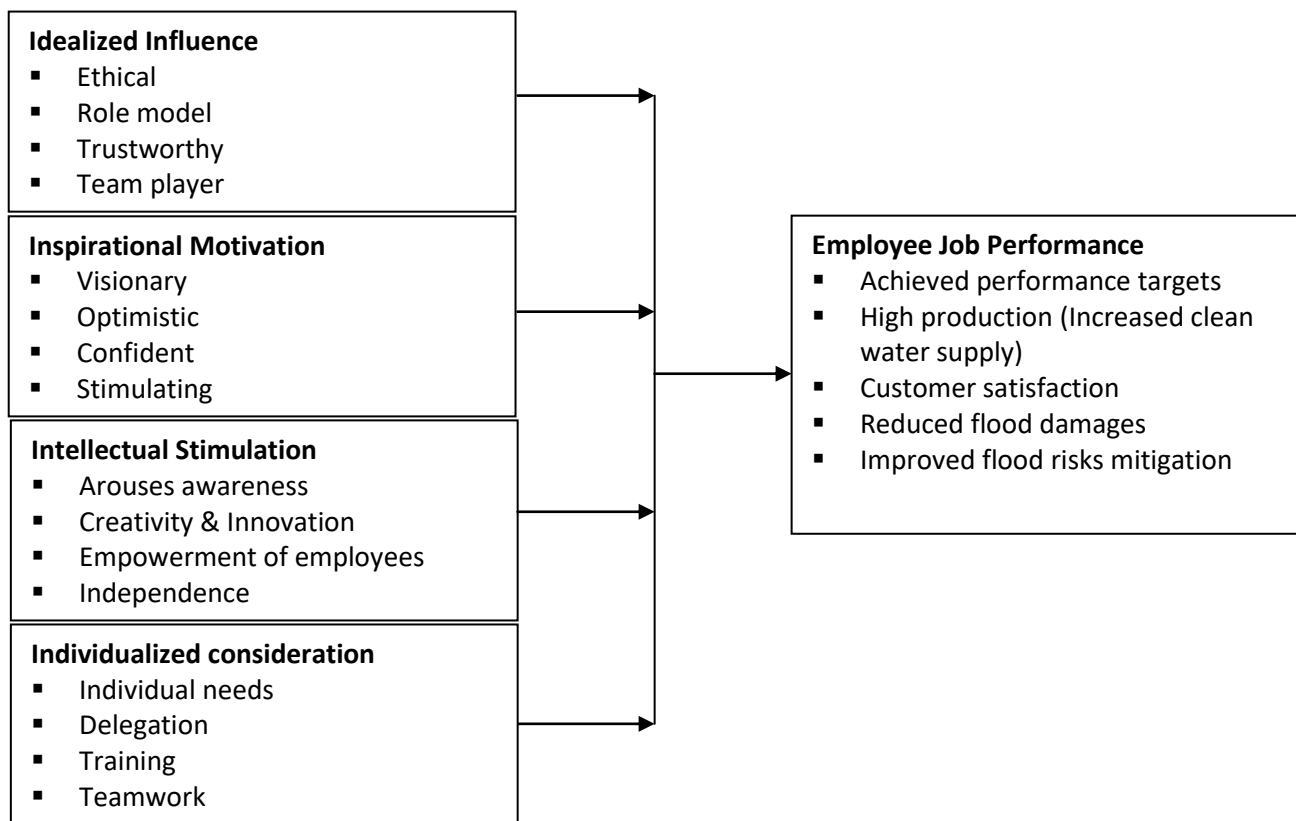 Idealized Influence
▪ Ethical
▪ Role model
▪ Trustworthy
▪ Team player
Inspirational Motivation
▪ Visionary
▪ Optimistic
▪ Confident
▪ Stimulating
Intellectual Stimulation
▪ Arouses awareness
▪ Creativity & Innovation
▪ Empowerment of employees
▪ Independence
Individualized consideration
▪ Individual needs
▪ Delegation
▪ Training
▪ Teamwork
Employee Job Performance
▪ Achieved performance targets
▪ High production (Increased clean
water supply)
▪ Customer satisfaction
▪ Reduced flood damages
▪ Improved flood risks mitigation